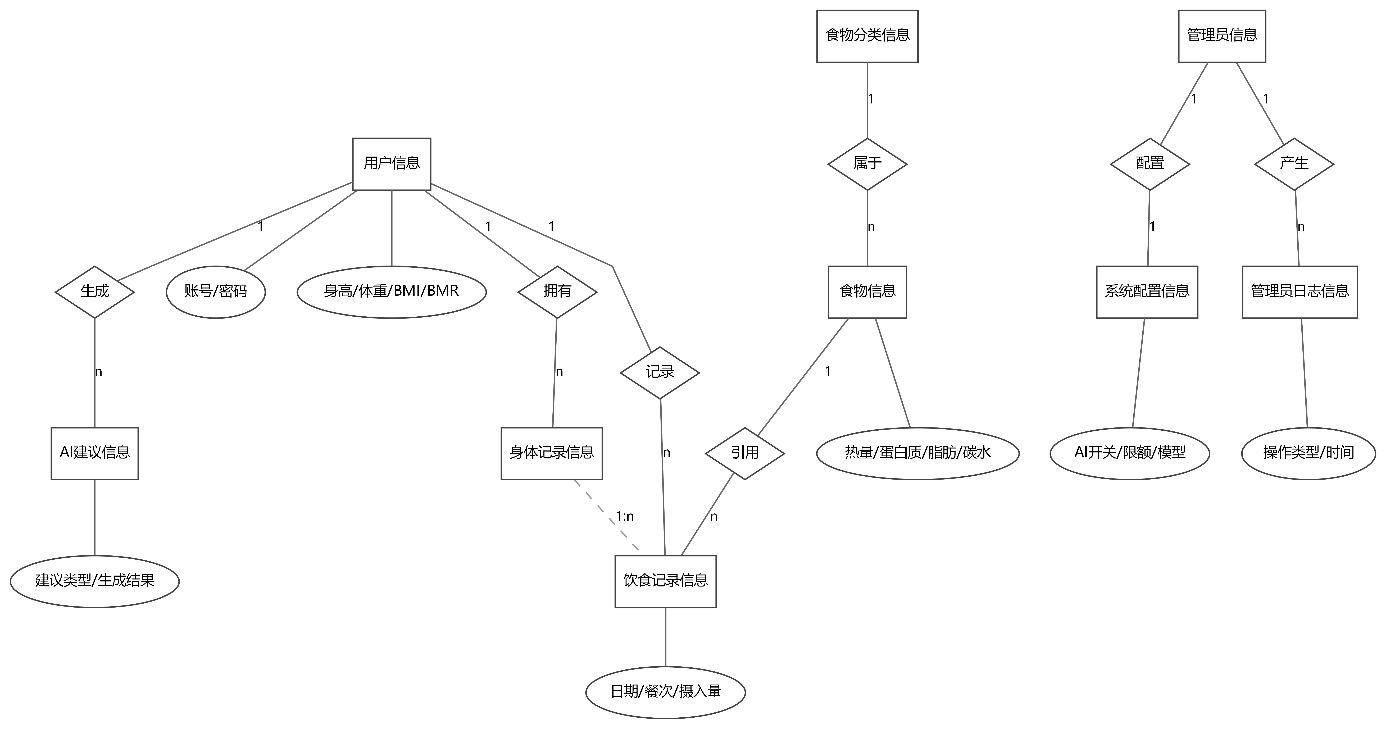 食物分类信息
管理员信息
1
1
1
用户信息
属于
配置
产生
1
1
1
n
1
n
生成
账号/密码
身高/体重/BMI/BMR
拥有
食物信息
系统配置信息
管理员日志信息
n
n
记录
1
AI建议信息
身体记录信息
n
引用
热量/蛋白质/脂肪/碳水
AI开关/限额/模型
操作类型/时间
1:n
n
建议类型/生成结果
饮食记录信息
日期/餐次/摄入量